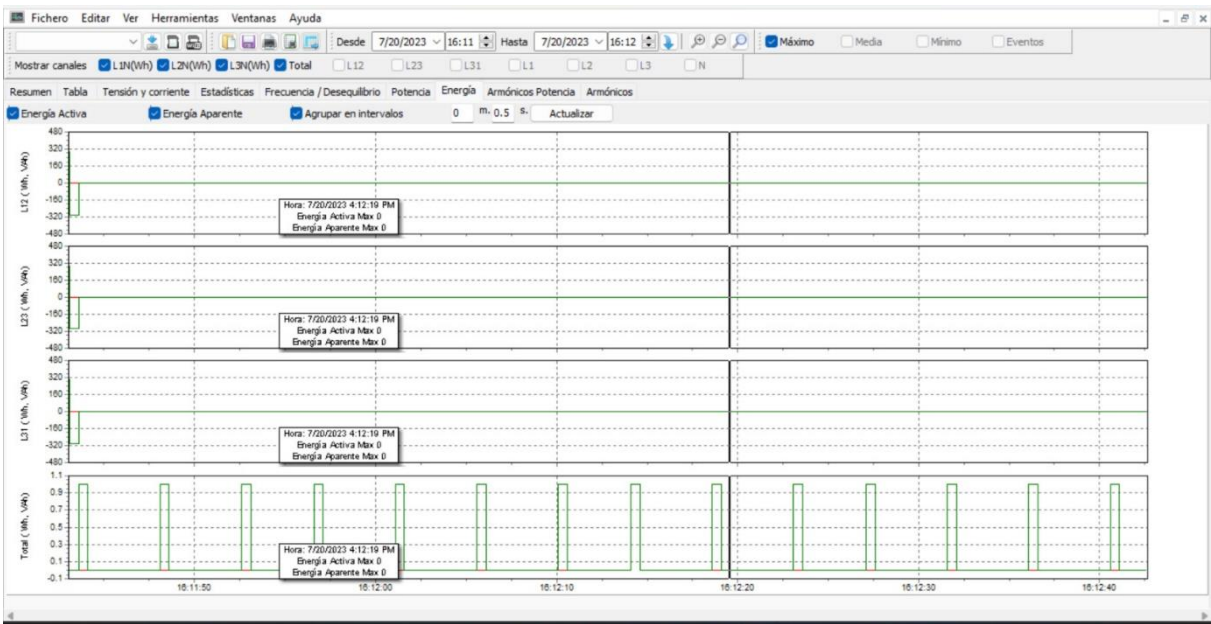 Fichero Editar Ver Herramientas Ventanas Ayuda
Desde 7/20/2023 16:11 Hasta 7/20/2023 16:12 Máximo Media Mínimo Eventos
Mostrar canales L1N(Wh) L2N(Wh) L3N(Wh) Total L12 L23 L31 L1 L2 L3 N
Resumen Tabla Tensión y corriente Estadísticas Frecuencia / Desequilibrio Potencia Energía Armónicos Potencia Armónicos
Energía Activa Energía Aparente Agrupar en intervalos 0 m. 0.5 s. Actualizar
L12 ( Wh, VAh)
480
320
160
0
-160
-320
-480
Hora: 7/20/2023 4:12:19 PM
Energía Activa Max 0
Energía Aparente Max 0
L23 ( Wh, VAh)
480
320
160
0
-160
-320
-480
Hora: 7/20/2023 4:12:19 PM
Energía Activa Max 0
Energía Aparente Max 0
L31 ( Wh, VAh)
480
320
160
0
-160
-320
-480
Hora: 7/20/2023 4:12:19 PM
Energía Activa Max 0
Energía Aparente Max 0
Total ( Wh, VAh)
1.1
0.9
0.7
0.5
0.3
0.1
-0.1
Hora: 7/20/2023 4:12:19 PM
Energía Activa Max 0
Energía Aparente Max 0
16:11:50 16:12:00 16:12:10 16:12:20 16:12:30 16:12:40